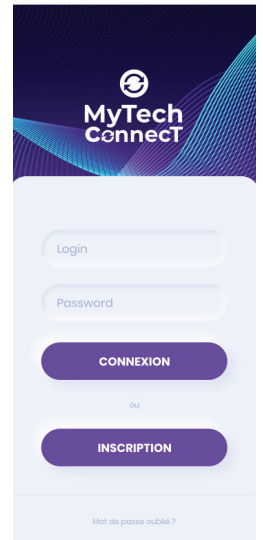 MyTech
ConnecT
Login
Password
CONNEXION
ou
INSCRIPTION
Mot de passe oublié ?